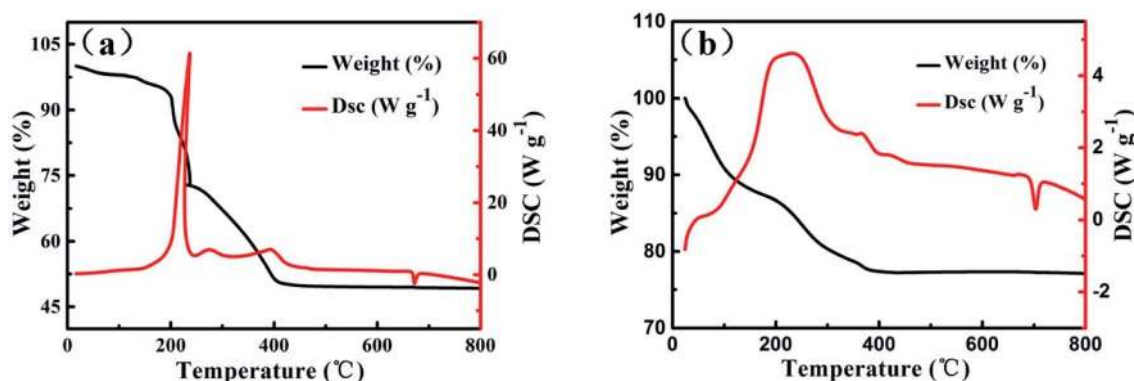 (a)
Weight (%)
Dsc (W g-1)
105
90
75
60
45
Weight (%)
60
40
20
0
DSC (W g-1)
0 200 400 600 800
Temperature (℃)
(b)
Weight (%)
Dsc (W g-1)
110
100
90
80
70
Weight (%)
4
2
0
-2
DSC (W g-1)
0 200 400 600 800
Temperature (℃)